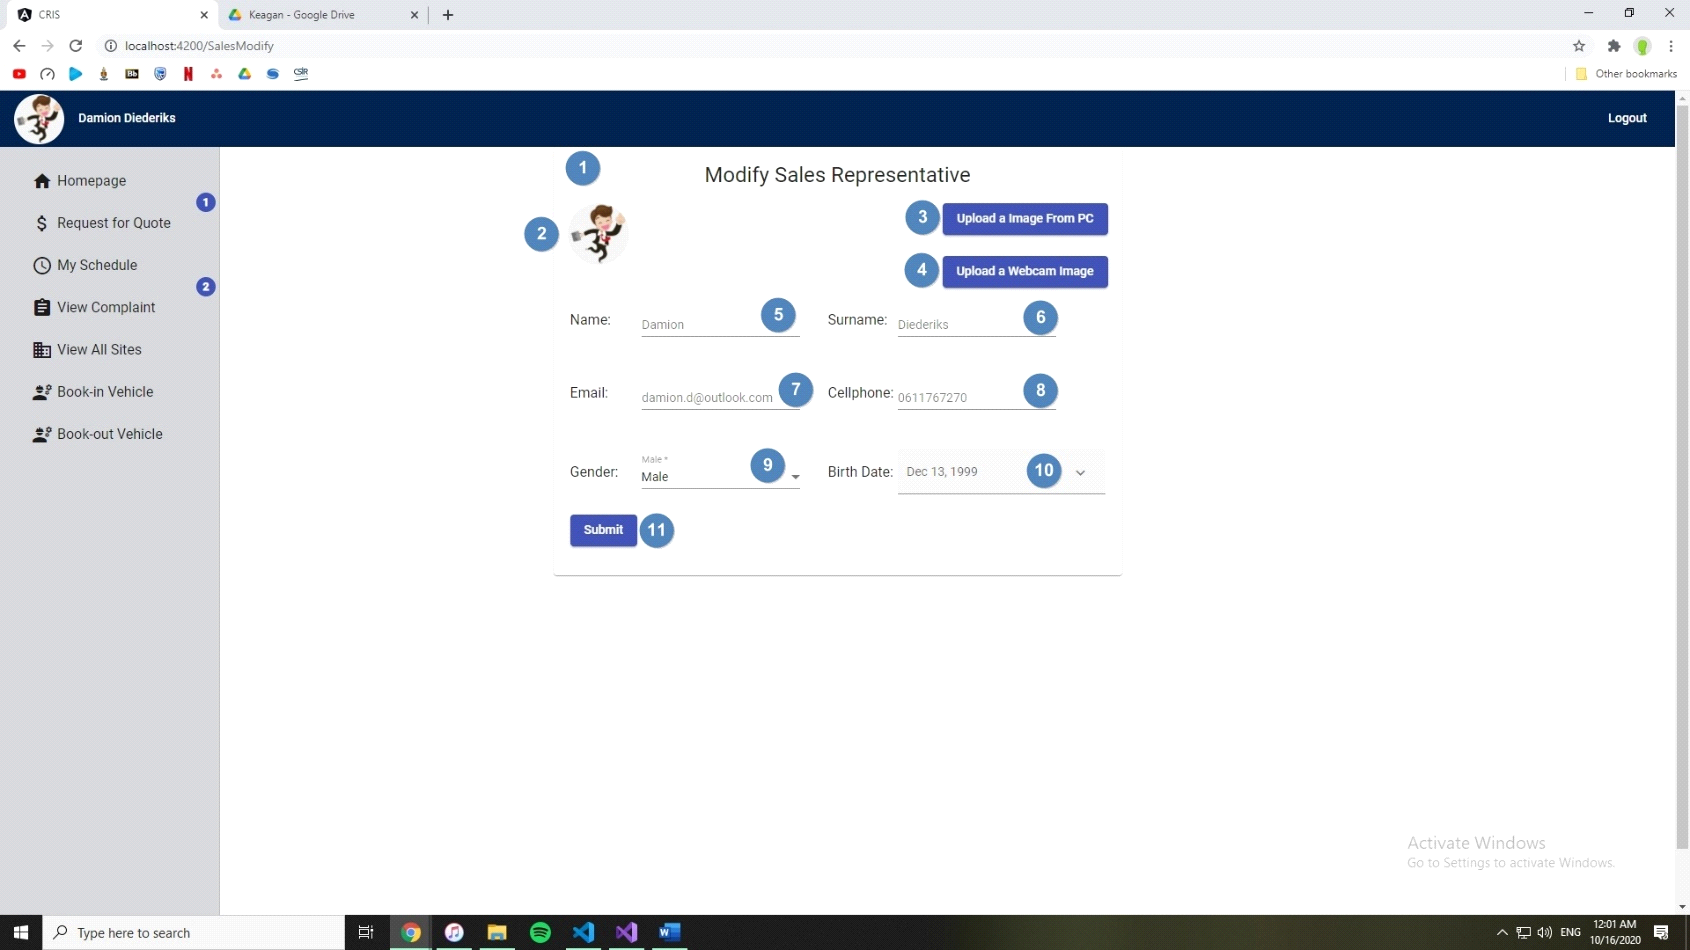 CRIS
Keagan - Google Drive
localhost:4200/SalesModify
Bb
N
CSIR
Other bookmarks
Damion Diederiks
Logout
Homepage
1
Request for Quote
My Schedule
2
View Complaint
View All Sites
Book-in Vehicle
Book-out Vehicle
1
Modify Sales Representative
2
3 Upload a Image From PC
4 Upload a Webcam Image
Name: Damion 5 Surname: Diederiks 6
Email: damion.d@outlook.com 7 Cellphone: 0611767270 8
Male *
Gender: Male 9 Birth Date: Dec 13, 1999 10
Submit 11
Activate Windows
Go to Settings to activate Windows.
Type here to search
W
ENG
12:01 AM
10/16/2020